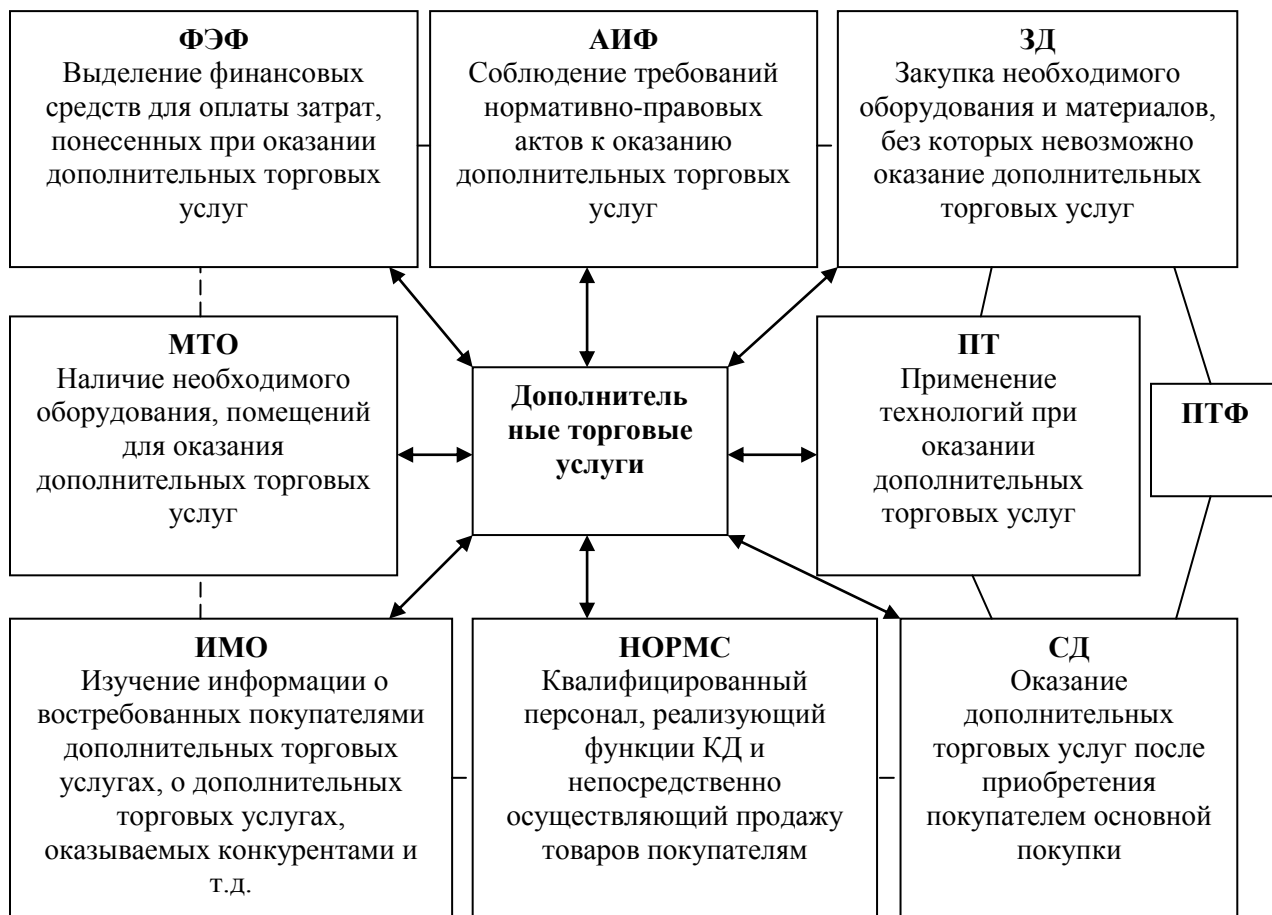 ФЭФ
Выделение финансовых
средств для оплаты затрат,
понесенных при оказании
дополнительных торговых
услуг
АИФ
Соблюдение требований
нормативно-правовых
актов к оказанию
дополнительных торговых
услуг
ЗД
Закупка необходимого
оборудования и материалов,
без которых невозможно
оказание дополнительных
торговых услуг
МТО
Наличие необходимого
оборудования, помещений
для оказания
дополнительных торговых
услуг
Дополнитель
ные торговые
услуги
ПТ
Применение
технологий при
оказании
дополнительных
торговых услуг
ПТФ
ИМО
Изучение информации о
востребованных покупателями
дополнительных торговых
услугах, о дополнительных
торговых услугах,
оказываемых конкурентами и
т.д.
НОРМС
Квалифицированный
персонал, реализующий
функции КД и
непосредственно
осуществляющий продажу
товаров покупателям
СД
Оказание
дополнительных
торговых услуг после
приобретения
покупателем основной
покупки